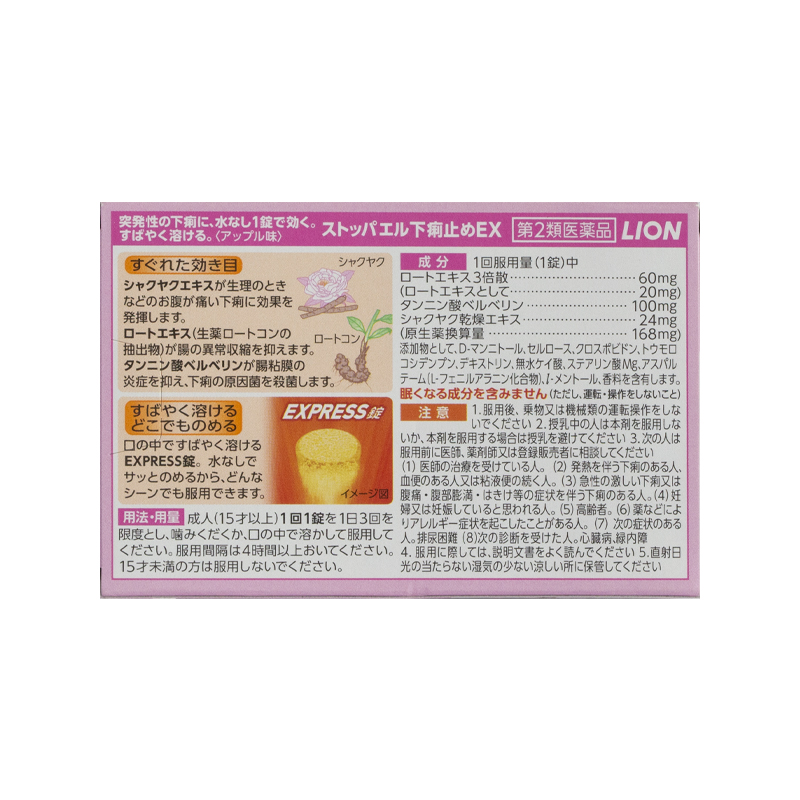 突発性の下痢に、水なし1錠で効く。
すばやく溶ける。〈アップル味〉
ストッパエル下痢止めEX
第2類医薬品
LION
すぐれた効き目
シャクヤクエキスが生理のとき
などのお腹が痛い下痢に効果を
発揮します。
シャクヤク
ロートエキス(生薬ロートコンの
抽出物)が腸の異常収縮を抑えます。
ロートコン
タンニン酸ベルベリンが腸粘膜の
炎症を抑え、下痢の原因菌を殺菌します。
すばやく溶ける
どこでものめる
口の中ですばやく溶ける
EXPRESS錠。水なしで
サッとのめるから、どんな
シーンでも服用できます。
EXPRESS錠
イメージ図
用法・用量 成人(15才以上)1回1錠を1日3回を
限度とし、噛みくだくか、口の中で溶かして服用して
ください。服用間隔は4時間以上おいてください。
15才未満の方は服用しないでください。
成分 1回服用量(1錠)中
ロートエキス3倍散……………………60mg
(ロートエキスとして……………………20mg)
タンニン酸ベルベリン…………………100mg
シャクヤク乾燥エキス…………………24mg
(原生薬換算量…………………………168mg)
添加物として、D-マンニトール、セルロース、クロスポビドン、トウモロ
コシデンプン、デキストリン、無水ケイ酸、ステアリン酸Mg、アスパル
テーム(L-フェニルアラニン化合物)、l-メントール、香料を含有します。
眠くなる成分を含みません(ただし、運転・操作をしないこと)
注意 1.服用後、乗物又は機械類の運転操作をしな
いでください 2.授乳中の人は本剤を服用しな
いか、本剤を服用する場合は授乳を避けてください 3.次の人は
服用前に医師、薬剤師又は登録販売者に相談してください
(1)医師の治療を受けている人。(2)発熱を伴う下痢のある人、
血便のある人又は粘液便の続く人。(3)急性の激しい下痢又は
腹痛・腹部膨満・はきけ等の症状を伴う下痢のある人。(4)妊
婦又は妊娠していると思われる人。(5)高齢者。(6)薬などによ
りアレルギー症状を起こしたことがある人。(7)次の症状のあ
る人。排尿困難 (8)次の診断を受けた人。心臓病、緑内障
4.服用に際しては、説明文書をよく読んでください 5.直射日
光の当たらない湿気の少ない涼しい所に保管してください